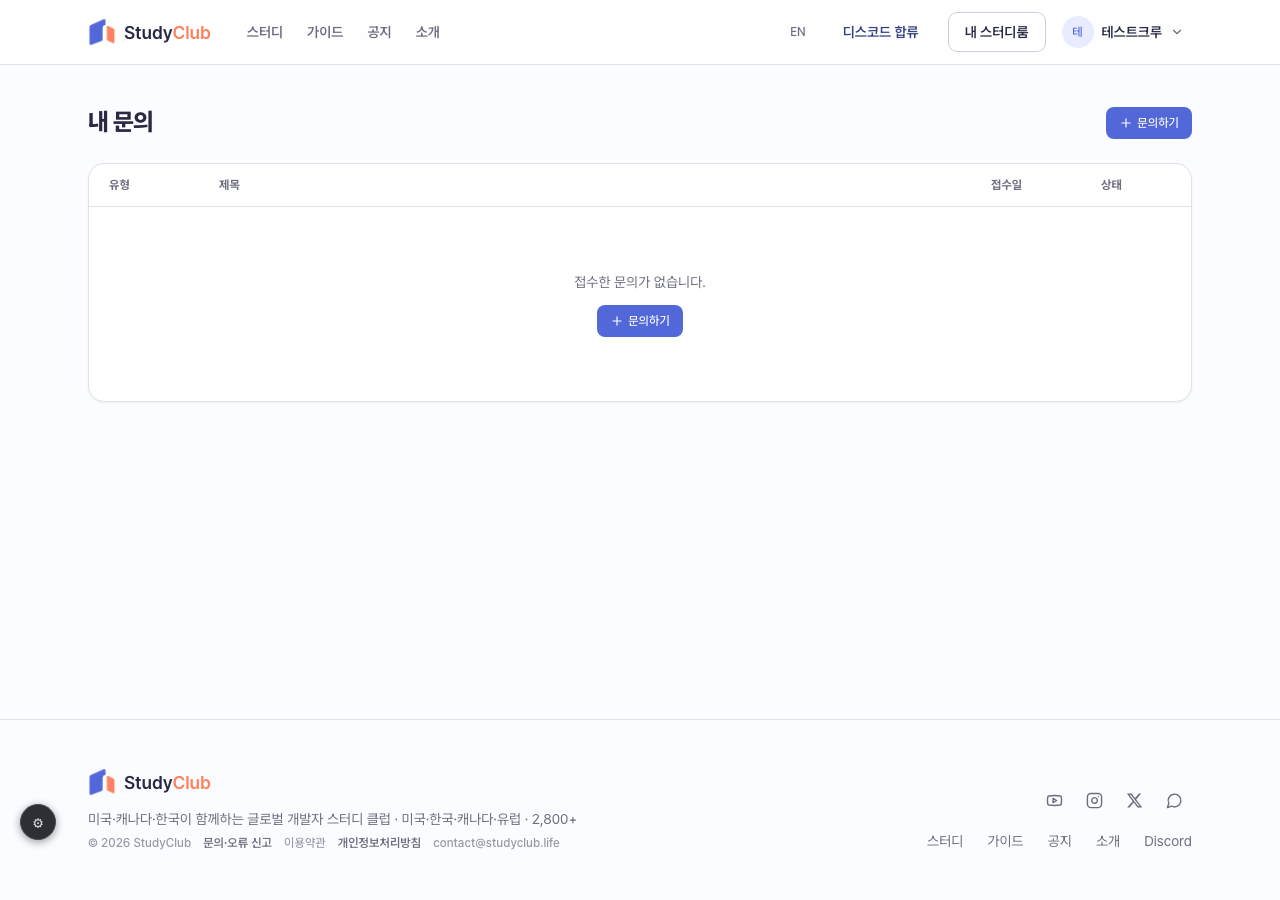 StudyClub 스터디 가이드 공지 소개 EN 디스코드 합류 내 스터디룸 테 테스트크루
내 문의
+ 문의하기
유형 제목 접수일 상태
접수한 문의가 없습니다.
+ 문의하기
StudyClub
미국·캐나다·한국이 함께하는 글로벌 개발자 스터디 클럽 · 미국·한국·캐나다·유럽 · 2,800+
© 2026 StudyClub 문의·오류 신고 이용약관 개인정보처리방침 contact@studyclub.life
스터디 가이드 공지 소개 Discord